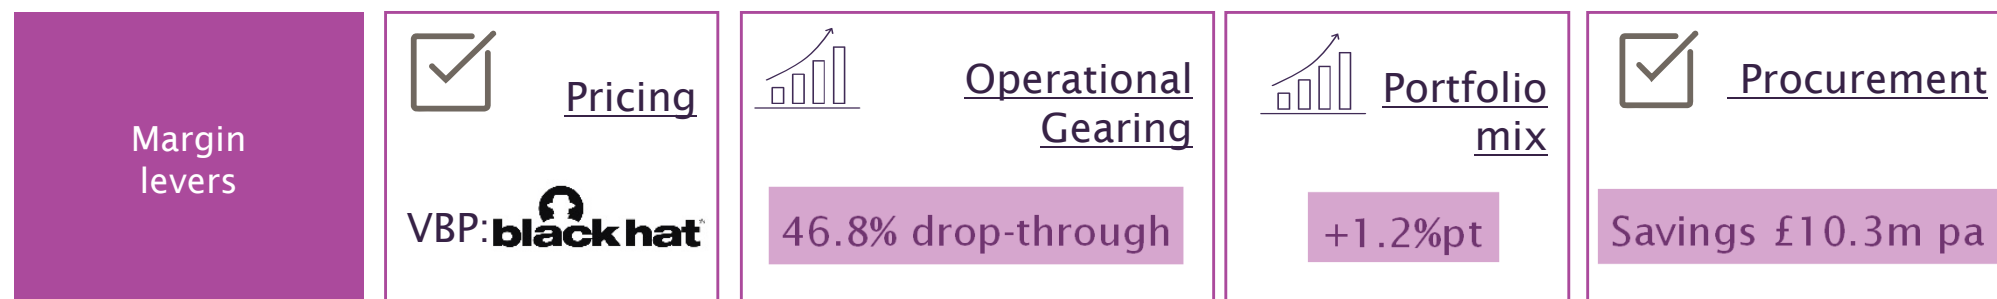 Margin
levers
Pricing
VBP: black hat
Operational
Gearing
46.8% drop-through
Portfolio
mix
+1.2%pt
Procurement
Savings £10.3m pa